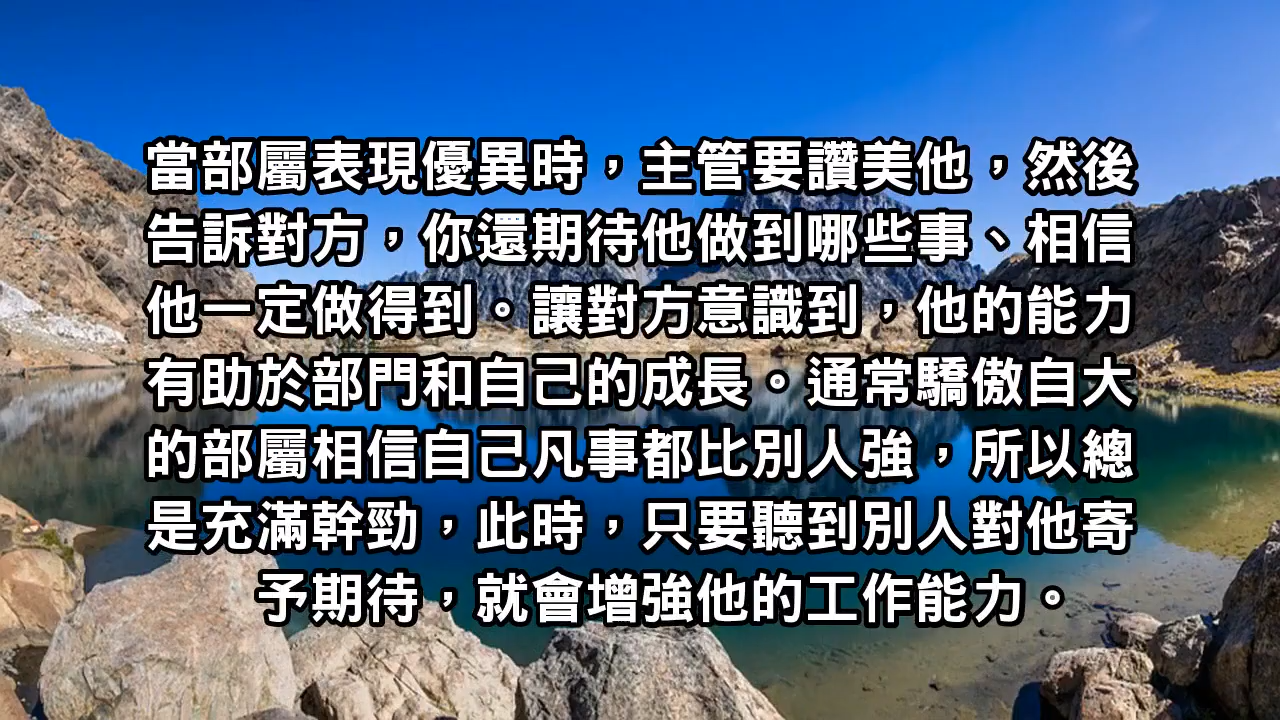 當部屬表現優異時，主管要讚美他，然後
告訴對方，你還期待他做到哪些事、相信
他一定做得到。讓對方意識到，他的能力
有助於部門和自己的成長。通常驕傲自大
的部屬相信自己凡事都比別人強，所以總
是充滿幹勁，此時，只要聽到別人對他寄
予期待，就會增強他的工作能力。